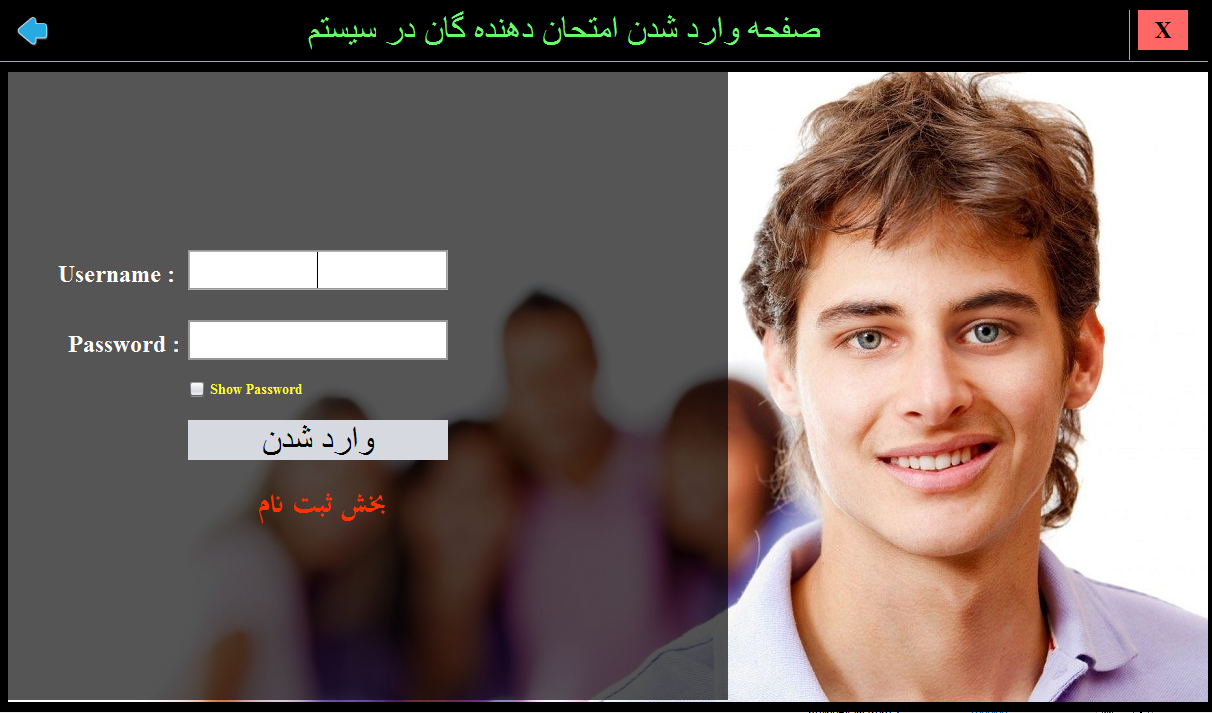 صفحه وارد شدن امتحان دهنده گان در سیستم
X
Username :
Password :
Show Password
وارد شدن
بخش ثبت نام